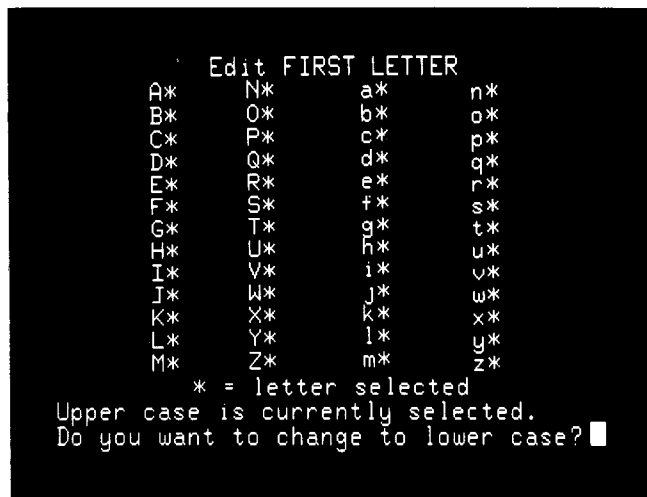 Edit FIRST LETTER
A* N* a* n*
B* O* b* o*
C* P* c* p*
D* Q* d* q*
E* R* e* r*
F* S* f* s*
G* T* g* t*
H* U* h* u*
I* V* i* v*
J* W* j* w*
K* X* k* x*
L* Y* l* y*
M* Z* m* z*
* = letter selected
Upper case is currently selected.
Do you want to change to lower case?